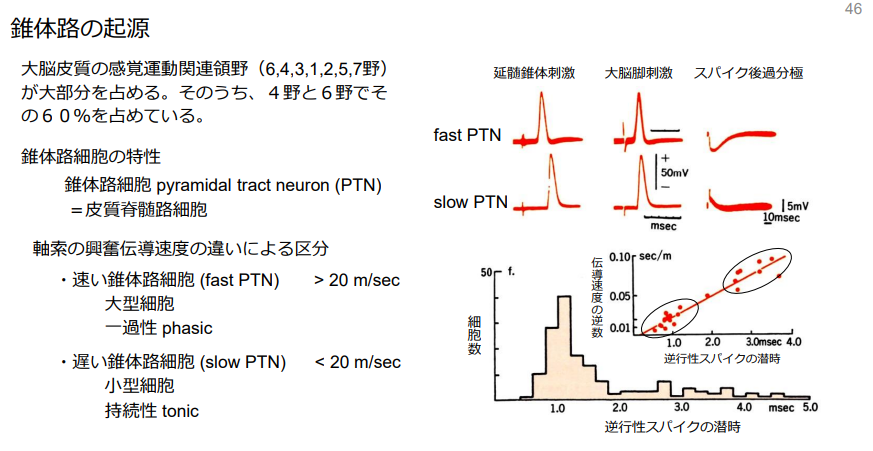 46
錐体路の起源
大脳皮質の感覚運動関連領野（6,4,3,1,2,5,7野）
が大部分を占める。そのうち、４野と６野でそ
の６０％を占めている。
錐体路細胞の特性
錐体路細胞 pyramidal tract neuron (PTN)
＝皮質脊髄路細胞
軸索の興奮伝導速度の違いによる区分
・速い錐体路細胞 (fast PTN) > 20 m/sec
大型細胞
一過性 phasic
・遅い錐体路細胞 (slow PTN) < 20 m/sec
小型細胞
持続性 tonic
延髄錐体刺激 大脳脚刺激 スパイク後過分極
fast PTN
+
50mV
−
slow PTN
msec
5mV
10msec
50
f.
細胞数
1.0 2.0 3.0 4.0 msec 5.0
逆行性スパイクの潜時
伝導速度の逆数
0.10 sec/m
0.05
0.01
1.0 2.0 3.0msec 4.0
逆行性スパイクの潜時